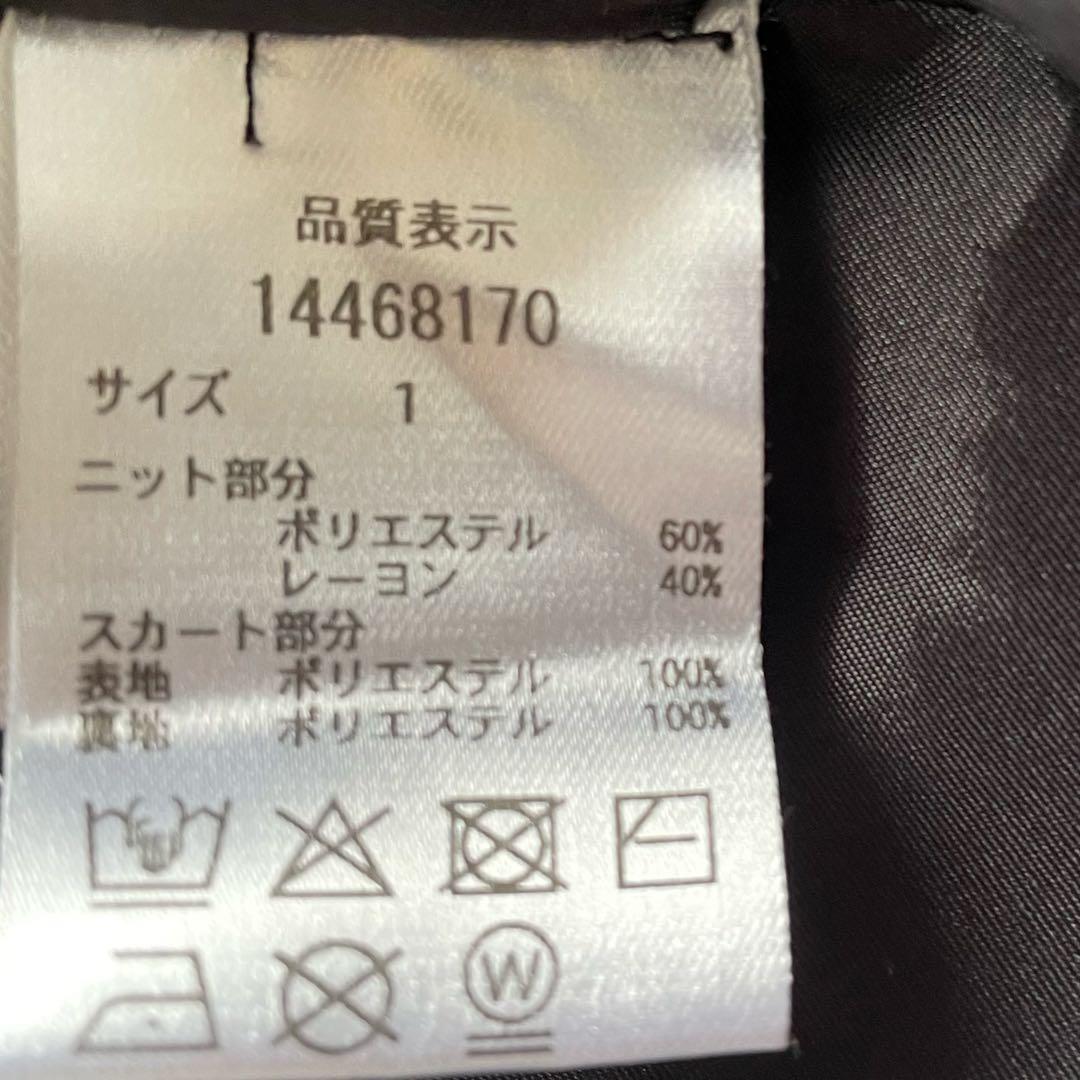 品質表示
14468170
サイズ 1
ニット部分
ポリエステル 60%
レーヨン 40%
スカート部分
表地 ポリエステル 100%
裏地 ポリエステル 100%
W